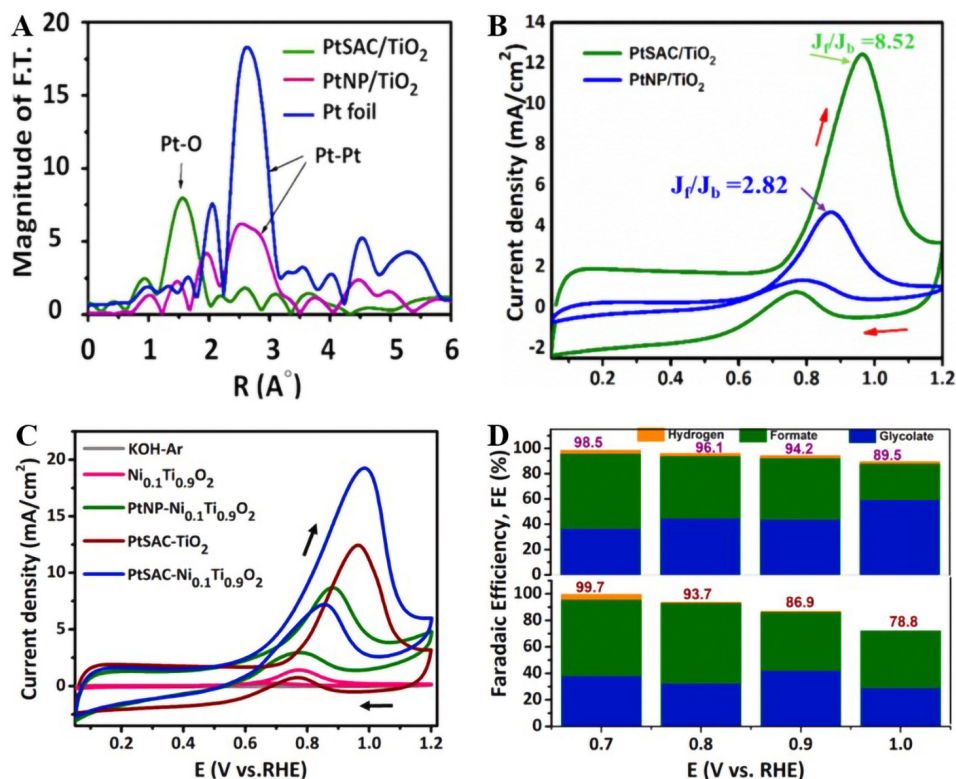 A
Magnitude of F.T.
20
15
10
5
0
PtSAC/TiO₂
PtNP/TiO₂
Pt foil
Pt-O
Pt-Pt
0 1 2 3 4 5 6
R (A°)
B
Current density (mA/cm²)
14
12
10
8
6
4
2
0
-2
PtSAC/TiO₂
PtNP/TiO₂
J_f/J_b =8.52
J_f/J_b =2.82
0.2 0.4 0.6 0.8 1.0 1.2
E (V vs. RHE)
C
Current density (mA/cm²)
20
15
10
5
0
KOH-Ar
Ni₀.₁Ti₀.₉O₂
PtNP-Ni₀.₁Ti₀.₉O₂
PtSAC-TiO₂
PtSAC-Ni₀.₁Ti₀.₉O₂
0.2 0.4 0.6 0.8 1.0 1.2
E (V vs.RHE)
D
Faradaic Efficiency, FE (%)
Hydrogen Formate Glycolate
100
80
60
40
20
0
98.5 96.1 94.2 89.5
100
80
60
40
20
0
99.7 93.7 86.9 78.8
0.7 0.8 0.9 1.0
E (V vs. RHE)